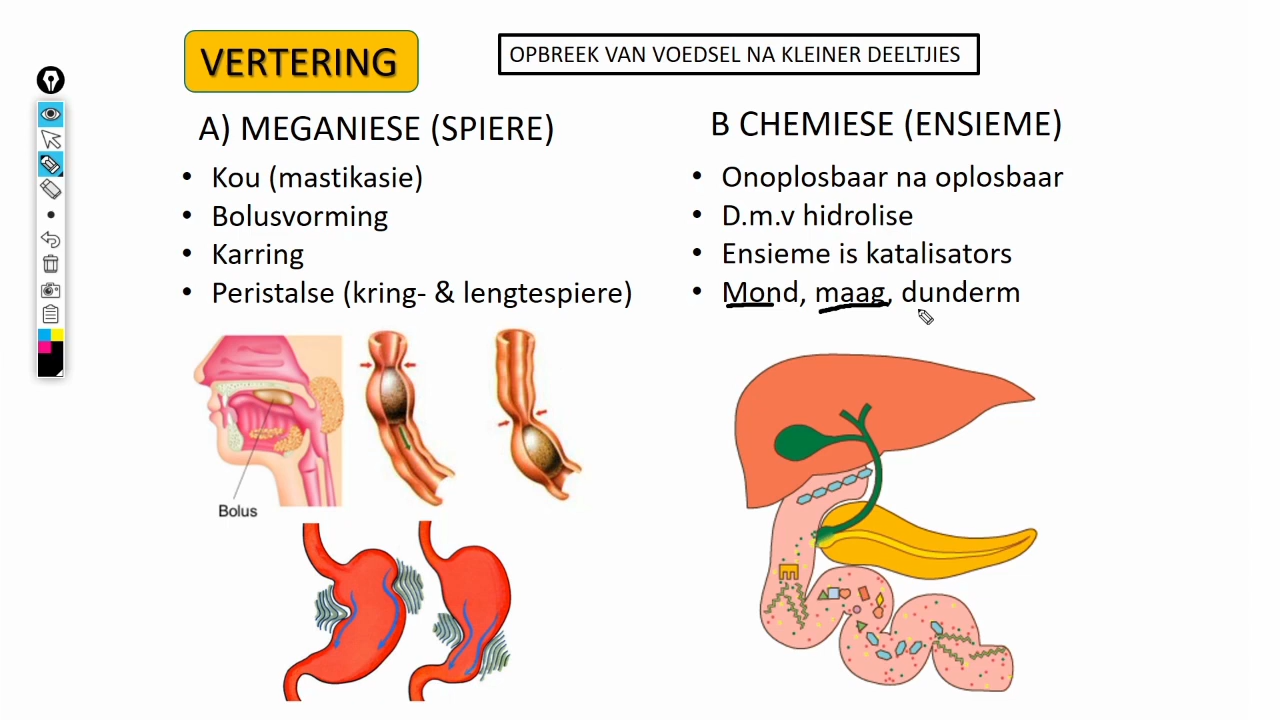 VERTERING
OPBREEK VAN VOEDSEL NA KLEINER DEELTJIES
A) MEGANIESE (SPIERE)
• Kou (mastikasie)
• Bolusvorming
• Karring
• Peristalse (kring- & lengtespiere)
Bolus
B CHEMIESE (ENSIEME)
• Onoplosbaar na oplosbaar
• D.m.v hidrolise
• Ensieme is katalisators
• Mond, maag, dunderm